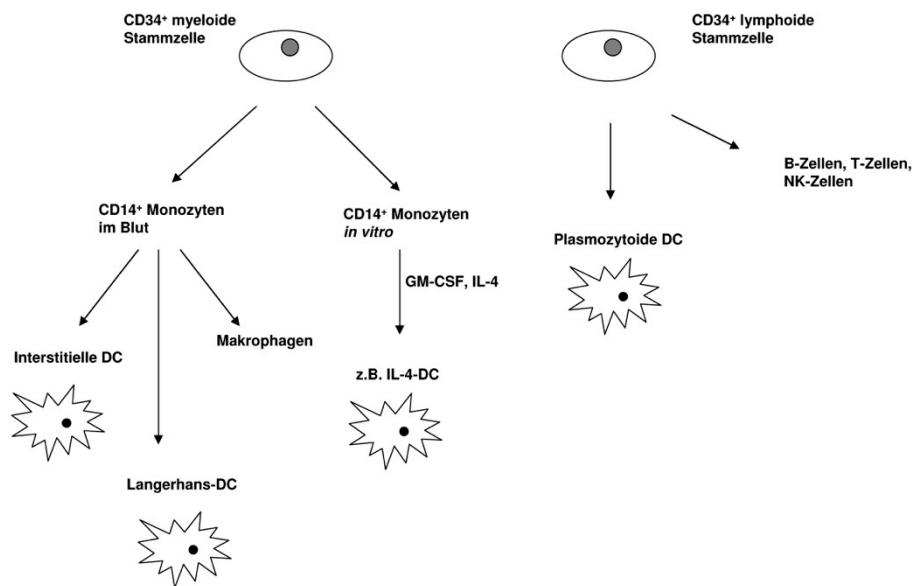 CD34⁺ myeloide
Stammzelle
CD34⁺ lymphoide
Stammzelle
B-Zellen, T-Zellen,
NK-Zellen
CD14⁺ Monozyten
im Blut
CD14⁺ Monozyten
in vitro
Plasmozytoide DC
GM-CSF, IL-4
Makrophagen
Interstitielle DC
z.B. IL-4-DC
Langerhans-DC